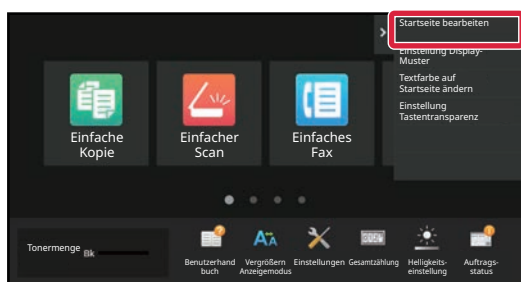 Startseite bearbeiten
Einstellung Display-
Muster
Textfarbe auf
Startseite ändern
Einstellung
Tastentransparenz
Einfache
Kopie
Einfacher
Scan
Einfaches
Fax
Tonermenge
Bk
Benutzerhand
buch
Vergrößern
Anzeigemodus
Einstellungen
Gesamtzählung
Helligkeits-
einstellung
Auftrags-
status